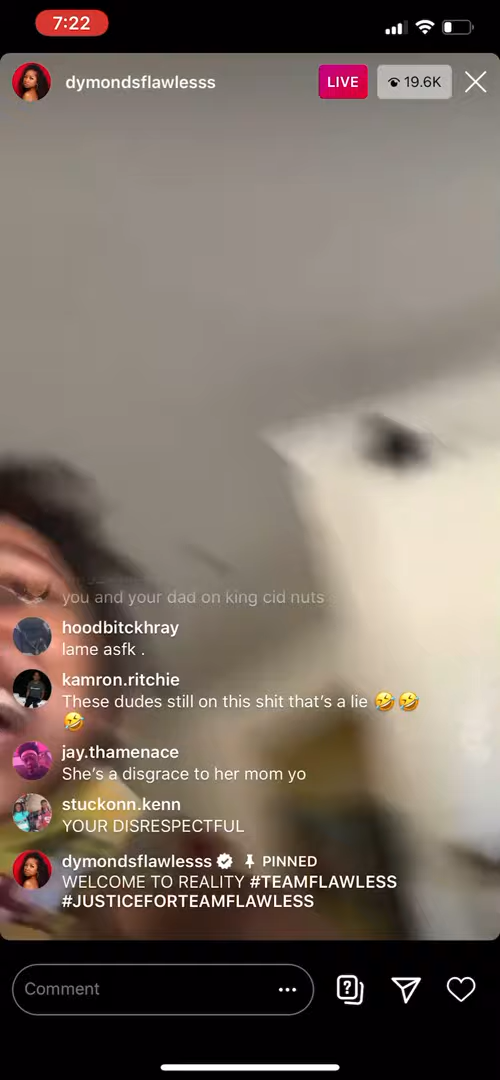 7:22
dymondsflawlesss
LIVE 19.6K
you and your dad on king cid nuts
hoodbitckhray
lame asfk .
kamron.ritchie
These dudes still on this shit that's a lie 🤣🤣
🤣
jay.thamenace
She's a disgrace to her mom yo
stuckonn.kenn
YOUR DISRESPECTFUL
dymondsflawlesss PINNED
WELCOME TO REALITY #TEAMFLAWLESS
#JUSTICEFORTEAMFLAWLESS
Comment